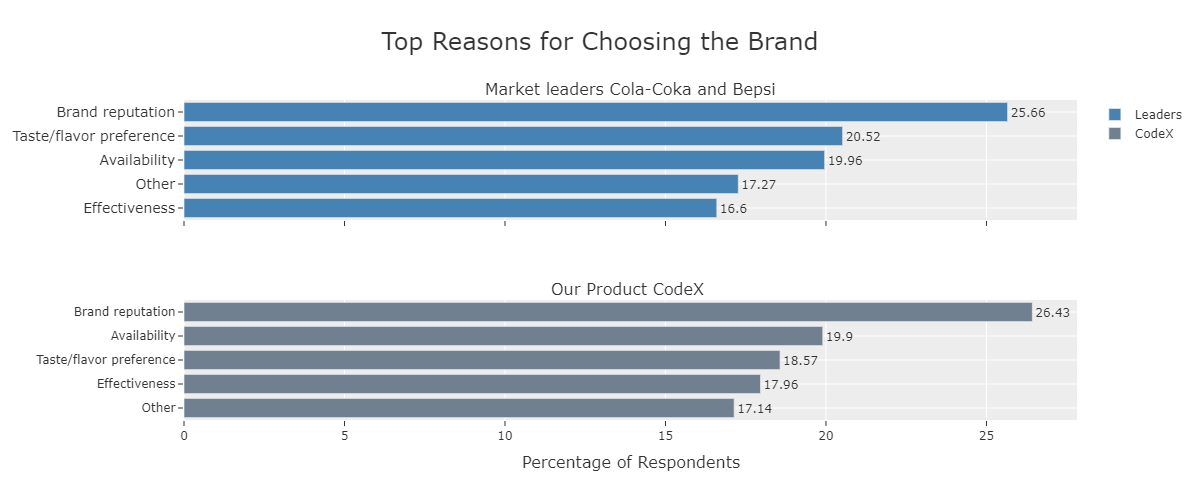 Top Reasons for Choosing the Brand
Market leaders Cola-Coka and Bepsi
Brand reputation 25.66
Taste/flavor preference 20.52
Availability 19.96
Other 17.27
Effectiveness 16.6
Leaders
CodeX
Our Product CodeX
Brand reputation 26.43
Availability 19.9
Taste/flavor preference 18.57
Effectiveness 17.96
Other 17.14
0 5 10 15 20 25
Percentage of Respondents